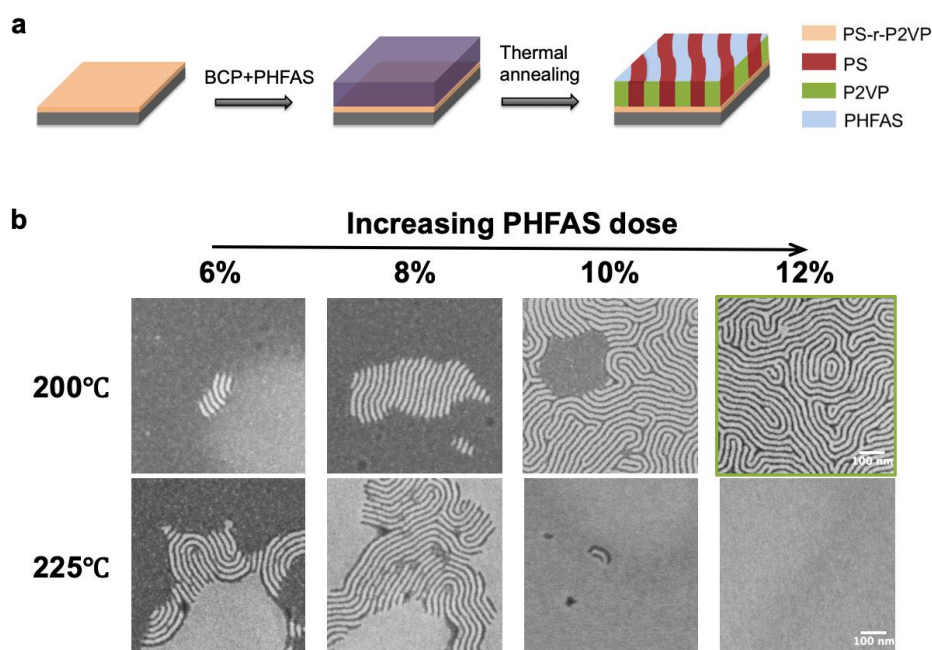 a
BCP+PHFAS
Thermal
annealing
PS-r-P2VP
PS
P2VP
PHFAS
b
Increasing PHFAS dose
6% 8% 10% 12%
200℃
100 nm
225℃
100 nm